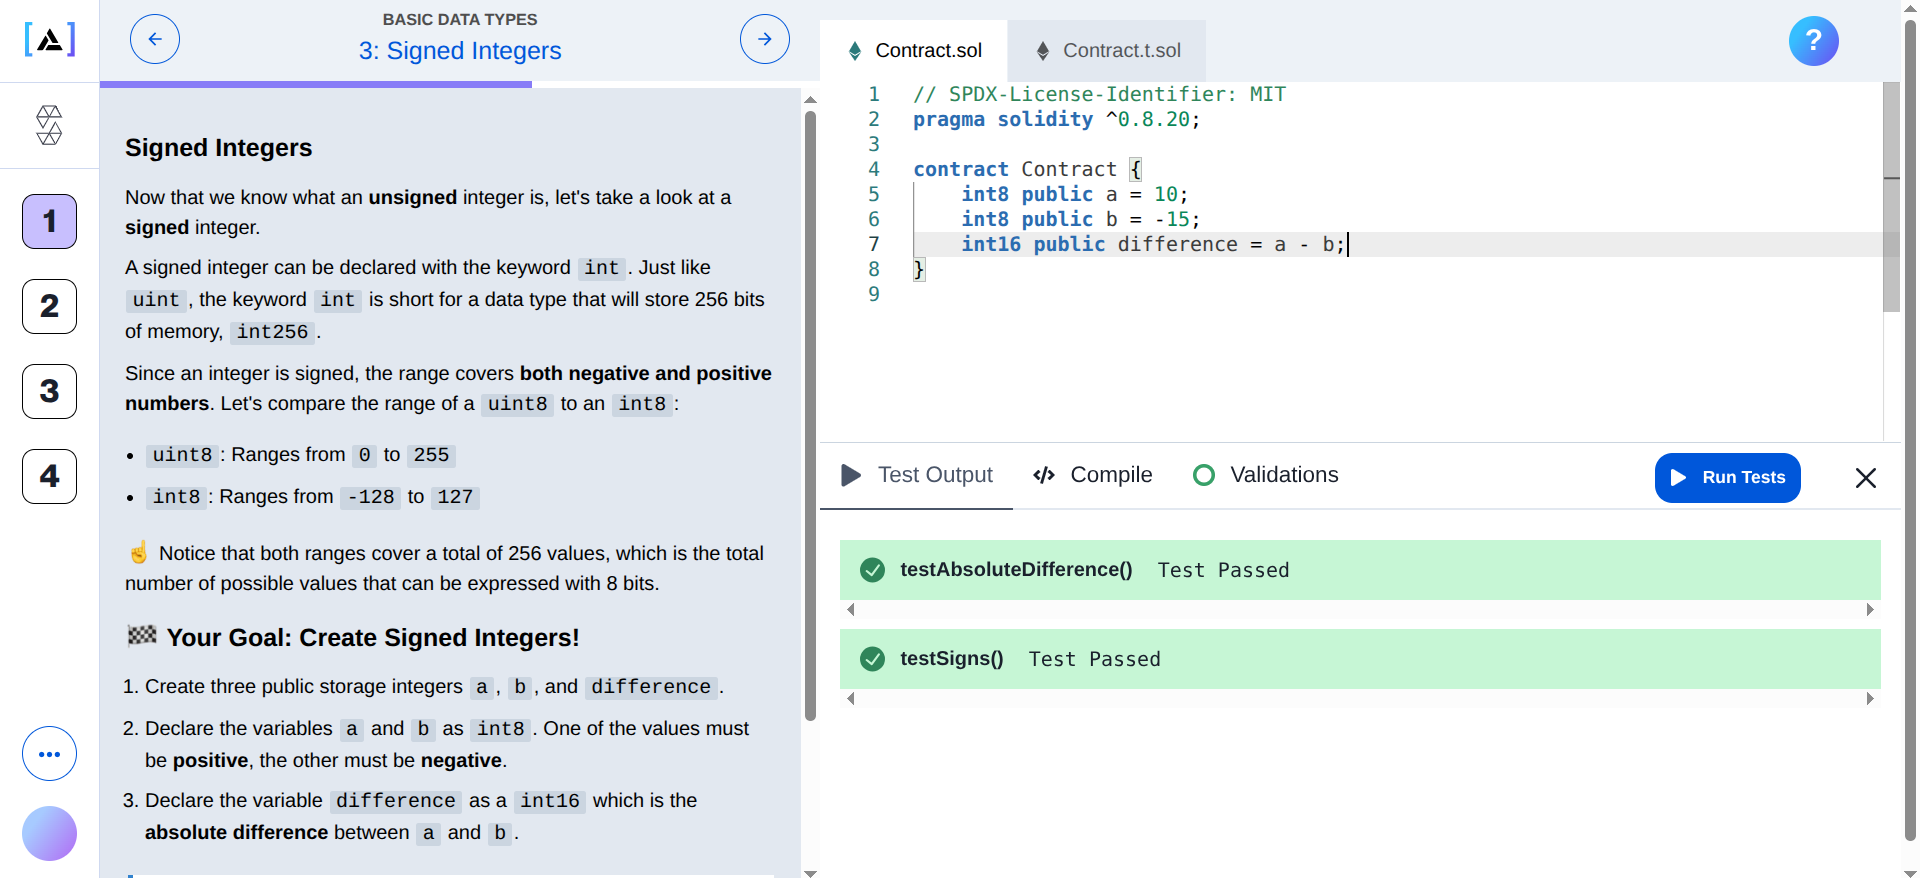 BASIC DATA TYPES
3: Signed Integers
1
2
3
4
Signed Integers
Now that we know what an unsigned integer is, let's take a look at a
signed integer.
A signed integer can be declared with the keyword int. Just like
uint, the keyword int is short for a data type that will store 256 bits
of memory, int256.
Since an integer is signed, the range covers both negative and positive
numbers. Let's compare the range of a uint8 to an int8:
• uint8: Ranges from 0 to 255
• int8: Ranges from -128 to 127
☝️ Notice that both ranges cover a total of 256 values, which is the total
number of possible values that can be expressed with 8 bits.
🏁 Your Goal: Create Signed Integers!
1. Create three public storage integers a, b, and difference.
2. Declare the variables a and b as int8. One of the values must
be positive, the other must be negative.
3. Declare the variable difference as a int16 which is the
absolute difference between a and b.
Contract.sol
Contract.t.sol
?
1 // SPDX-License-Identifier: MIT
2 pragma solidity ^0.8.20;
3
4 contract Contract {
5     int8 public a = 10;
6     int8 public b = -15;
7     int16 public difference = a - b;
8 }
9
Test Output
Compile
Validations
Run Tests
testAbsoluteDifference() Test Passed
testSigns() Test Passed